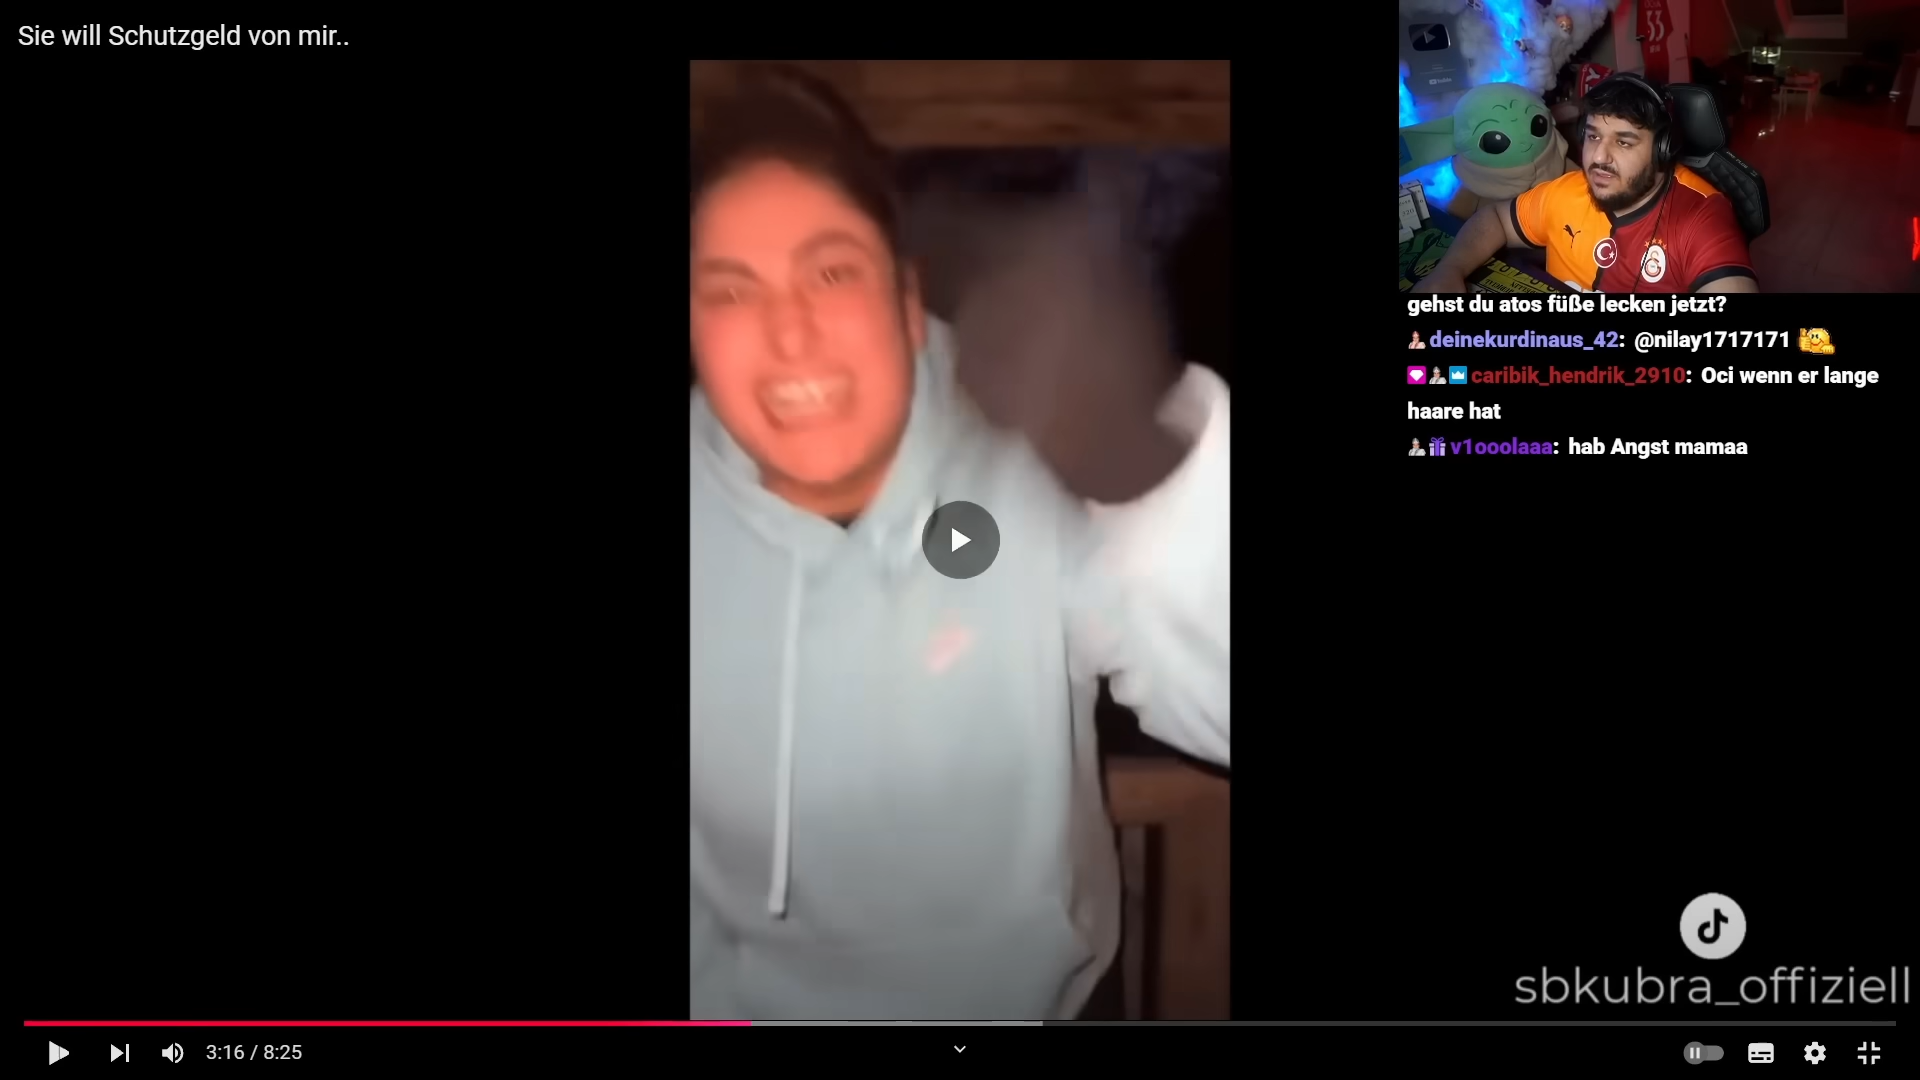 Sie will Schutzgeld von mir..
33
gehst du atos füße lecken jetzt?
deinekurdinaus_42: @nilay1717171
caribik_hendrik_2910: Oci wenn er lange
haare hat
v1ooolaaa: hab Angst mamaa
sbkubra_offiziell
3:16 / 8:25